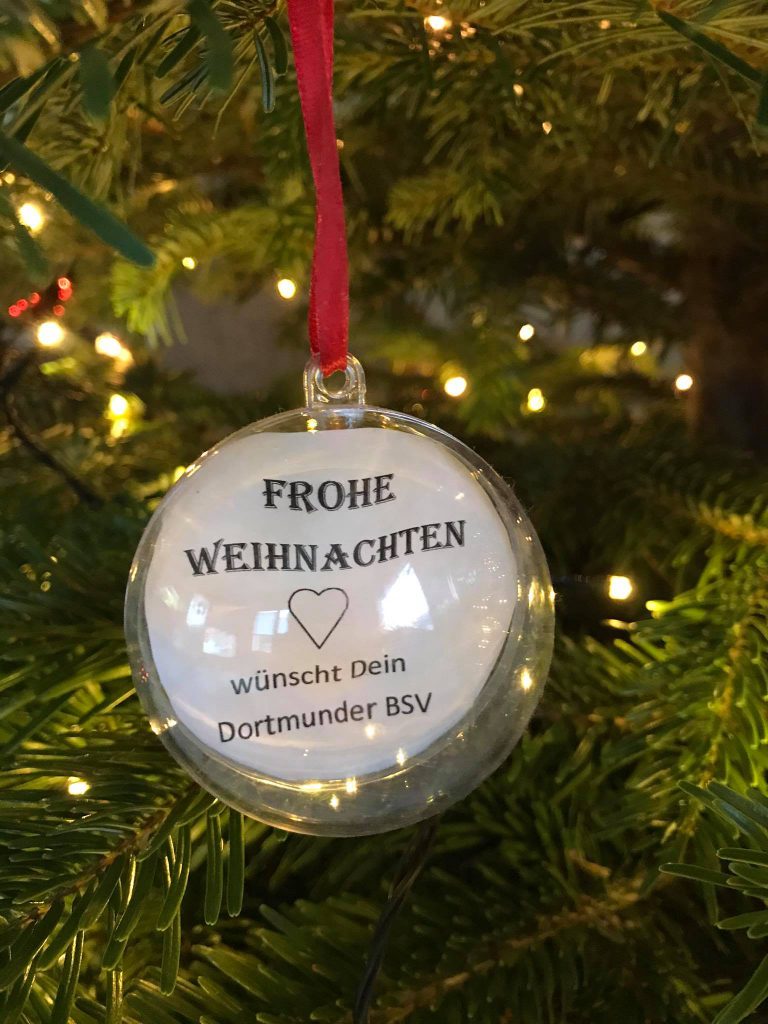 FROHE
WEIHNACHTEN
wünscht Dein
Dortmunder BSV